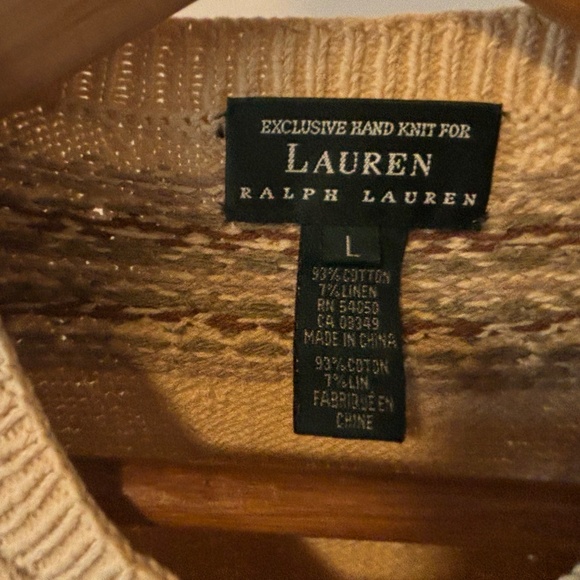 EXCLUSIVE HAND KNIT FOR
LAUREN
RALPH LAUREN
L
93% COTTON
7% LINEN
RN 54050
CA 03349
MADE IN CHINA
93% COTON
7% LIN
FABRIQUÉ EN
CHINE